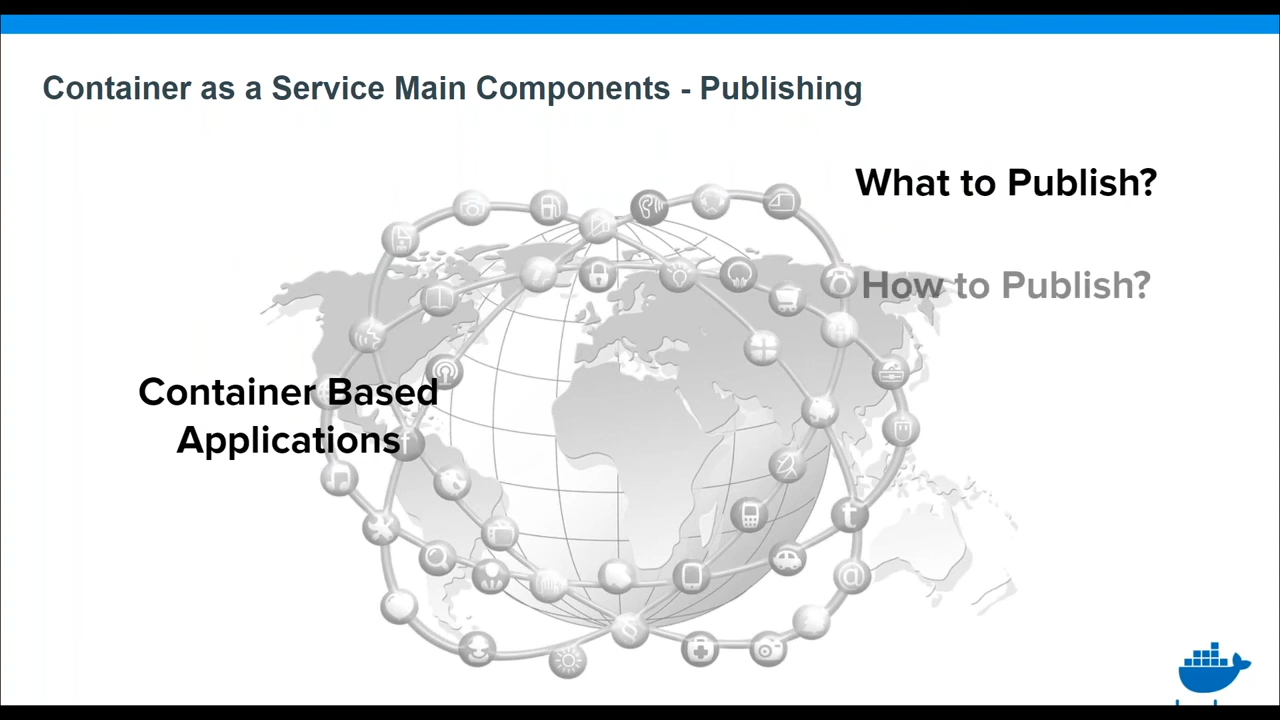 Container as a Service Main Components - Publishing
What to Publish?
How to Publish?
Container Based
Applications